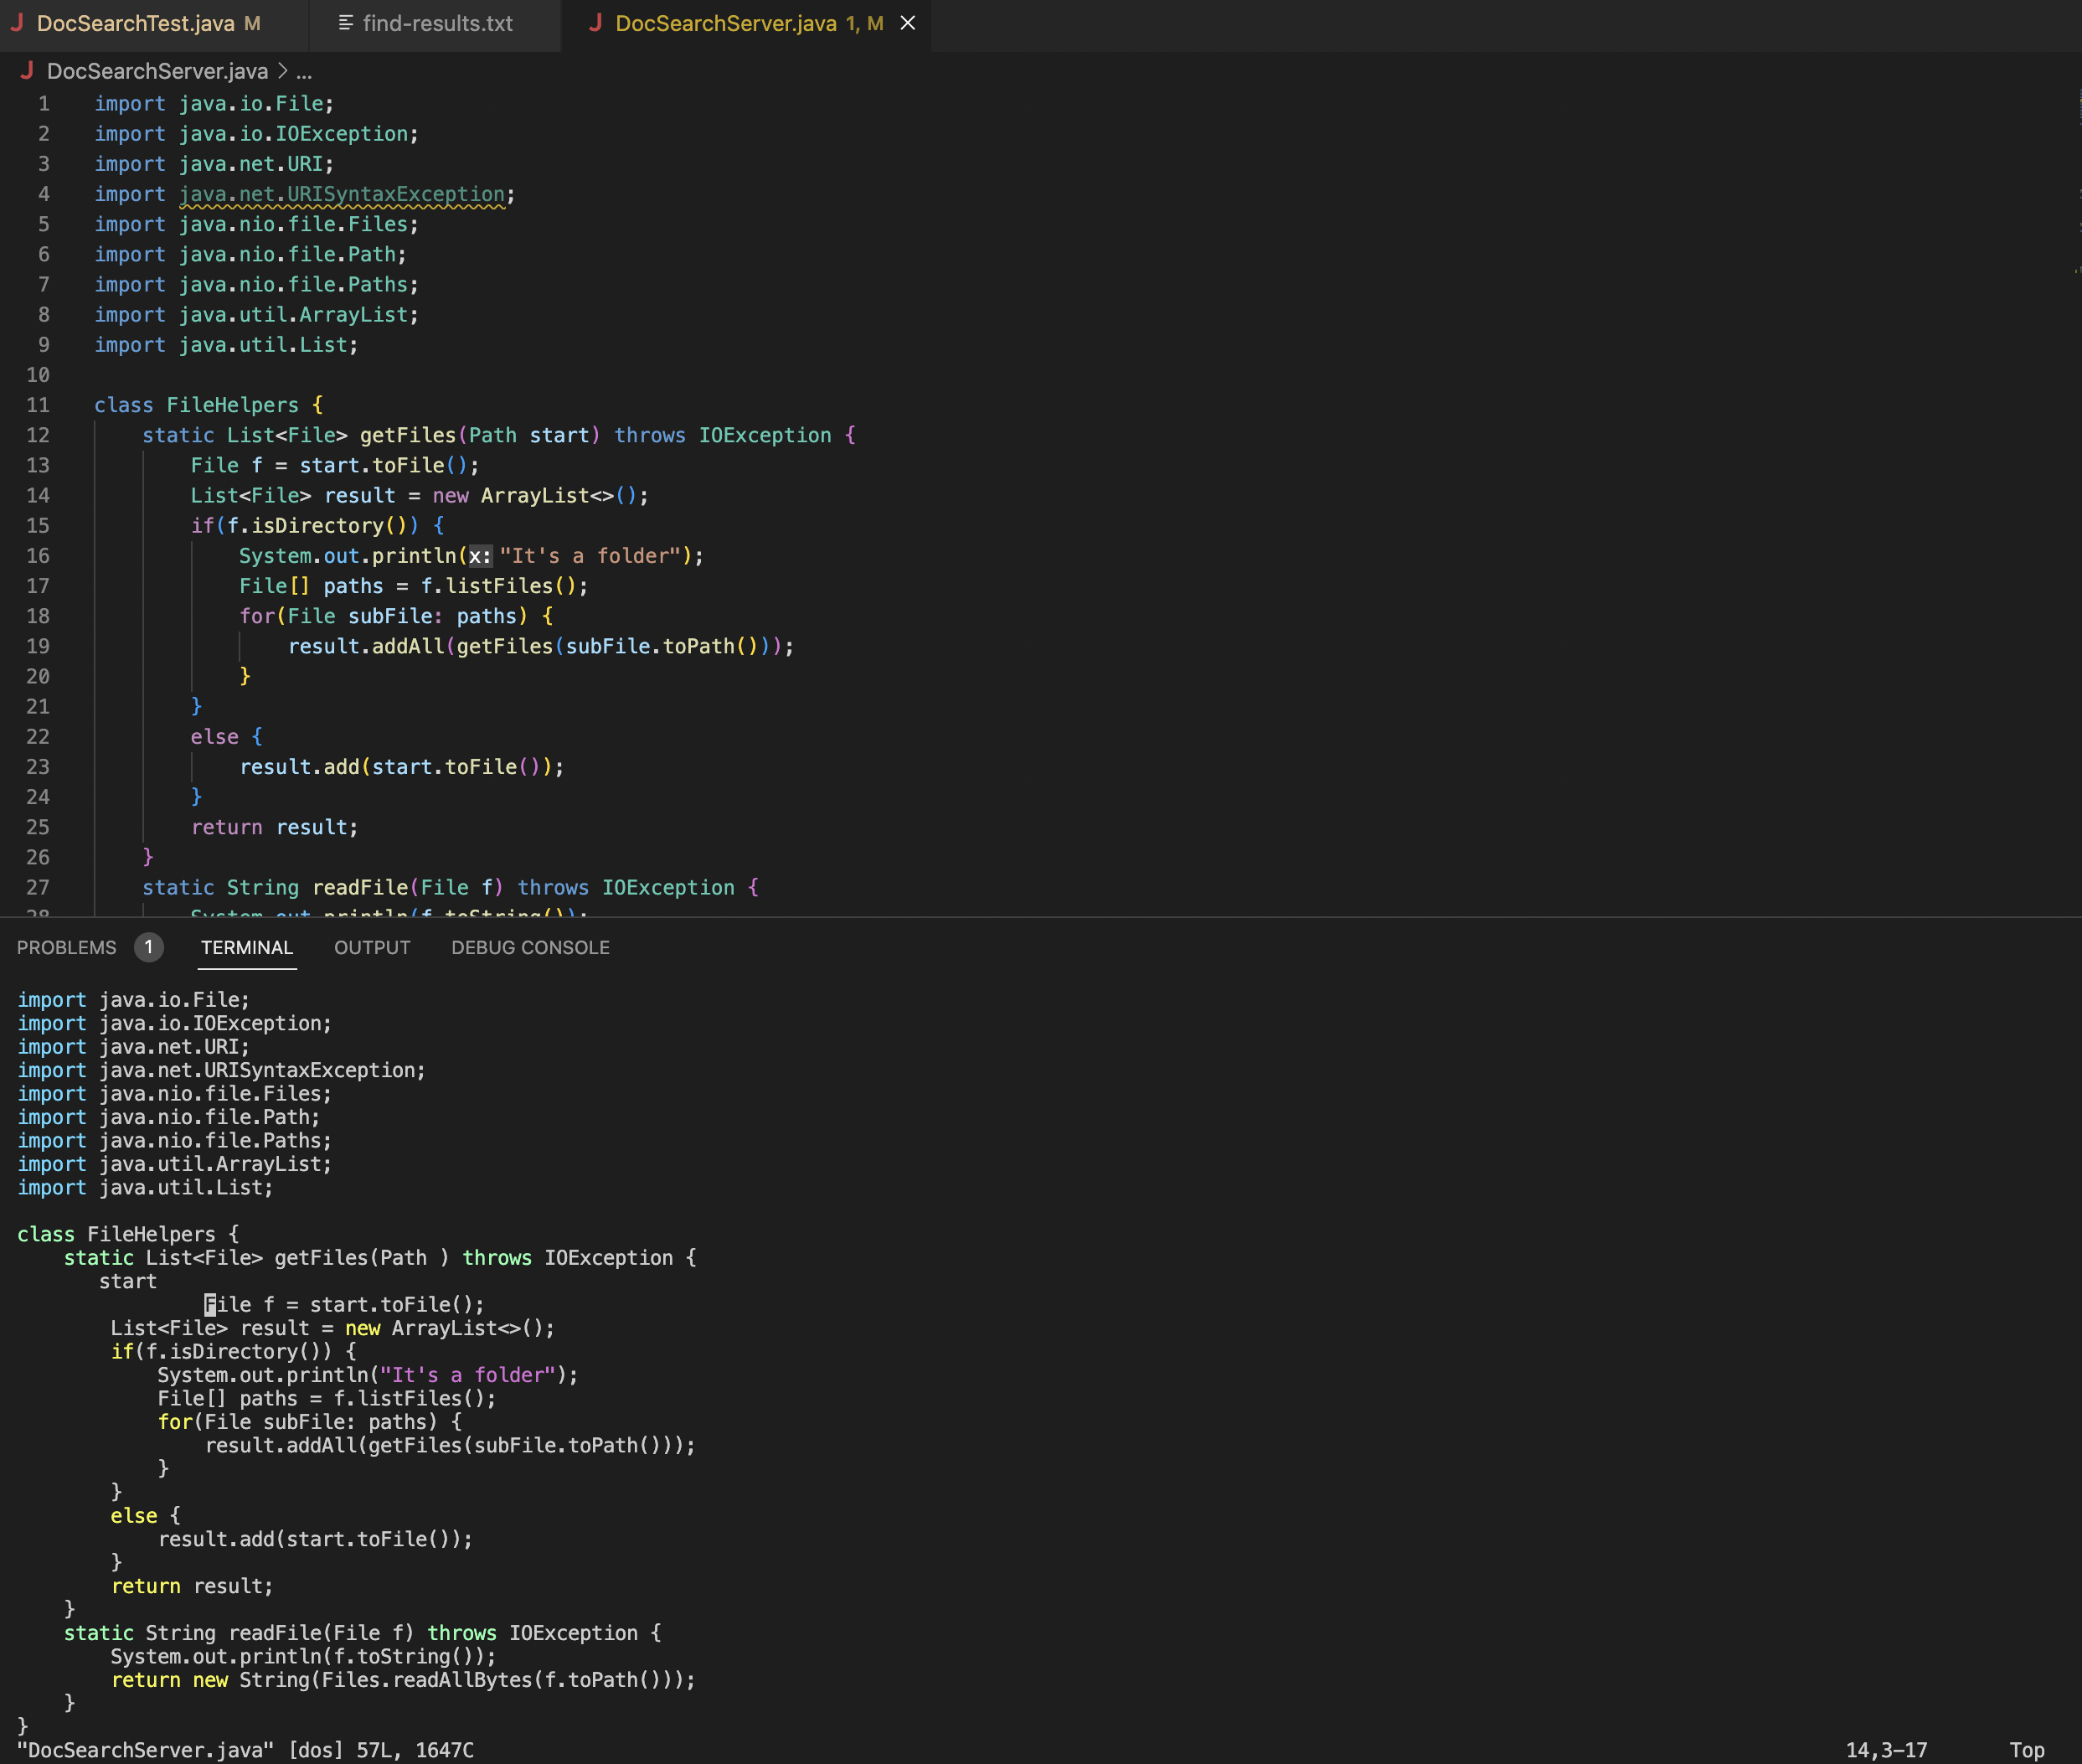 DocSearchTest.java M find-results.txt DocSearchServer.java 1, M
DocSearchServer.java > ...
1 import java.io.File;
2 import java.io.IOException;
3 import java.net.URI;
4 import java.net.URISyntaxException;
5 import java.nio.file.Files;
6 import java.nio.file.Path;
7 import java.nio.file.Paths;
8 import java.util.ArrayList;
9 import java.util.List;
10
11 class FileHelpers {
12 static List<File> getFiles(Path start) throws IOException {
13 File f = start.toFile();
14 List<File> result = new ArrayList<>();
15 if(f.isDirectory()) {
16 System.out.println(x: "It's a folder");
17 File[] paths = f.listFiles();
18 for(File subFile: paths) {
19 result.addAll(getFiles(subFile.toPath()));
20 }
21 }
22 else {
23 result.add(start.toFile());
24 }
25 return result;
26 }
27 static String readFile(File f) throws IOException {
28 System.out.println(f.toString());
PROBLEMS 1 TERMINAL OUTPUT DEBUG CONSOLE
import java.io.File;
import java.io.IOException;
import java.net.URI;
import java.net.URISyntaxException;
import java.nio.file.Files;
import java.nio.file.Path;
import java.nio.file.Paths;
import java.util.ArrayList;
import java.util.List;
class FileHelpers {
static List<File> getFiles(Path ) throws IOException {
start
File f = start.toFile();
List<File> result = new ArrayList<>();
if(f.isDirectory()) {
System.out.println("It's a folder");
File[] paths = f.listFiles();
for(File subFile: paths) {
result.addAll(getFiles(subFile.toPath()));
}
}
else {
result.add(start.toFile());
}
return result;
}
static String readFile(File f) throws IOException {
System.out.println(f.toString());
return new String(Files.readAllBytes(f.toPath()));
}
}
"DocSearchServer.java" [dos] 57L, 1647C 14,3-17 Top